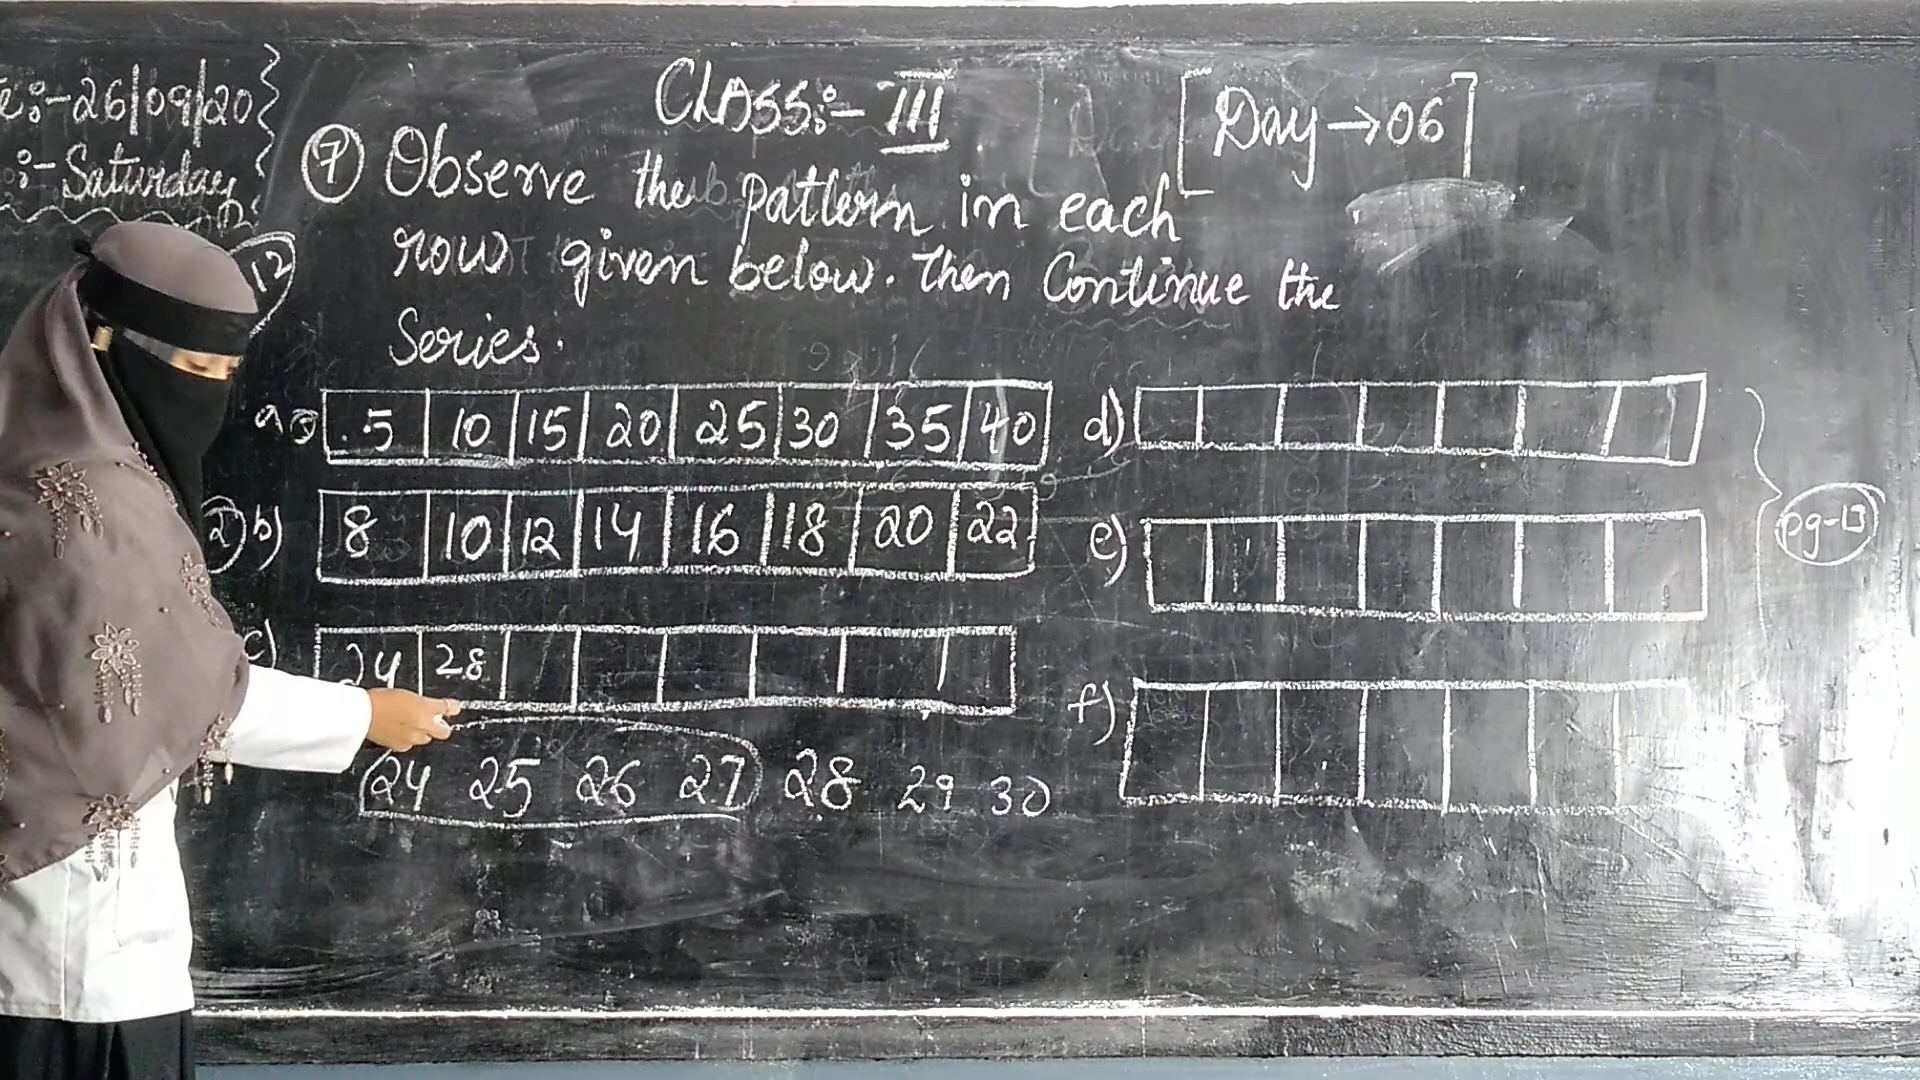 CLASS:- III
[Day→06]
e:-26/09/20
:-Saturday
12
⑦ Observe the pattern in each
row given below. Then Continue the
Series.
a 5 10 15 20 25 30 35 40
b) 8 10 12 14 16 18 20 22
c) 24 28
24 25 26 27 28 29 30
d)
e)
f)
pg-13